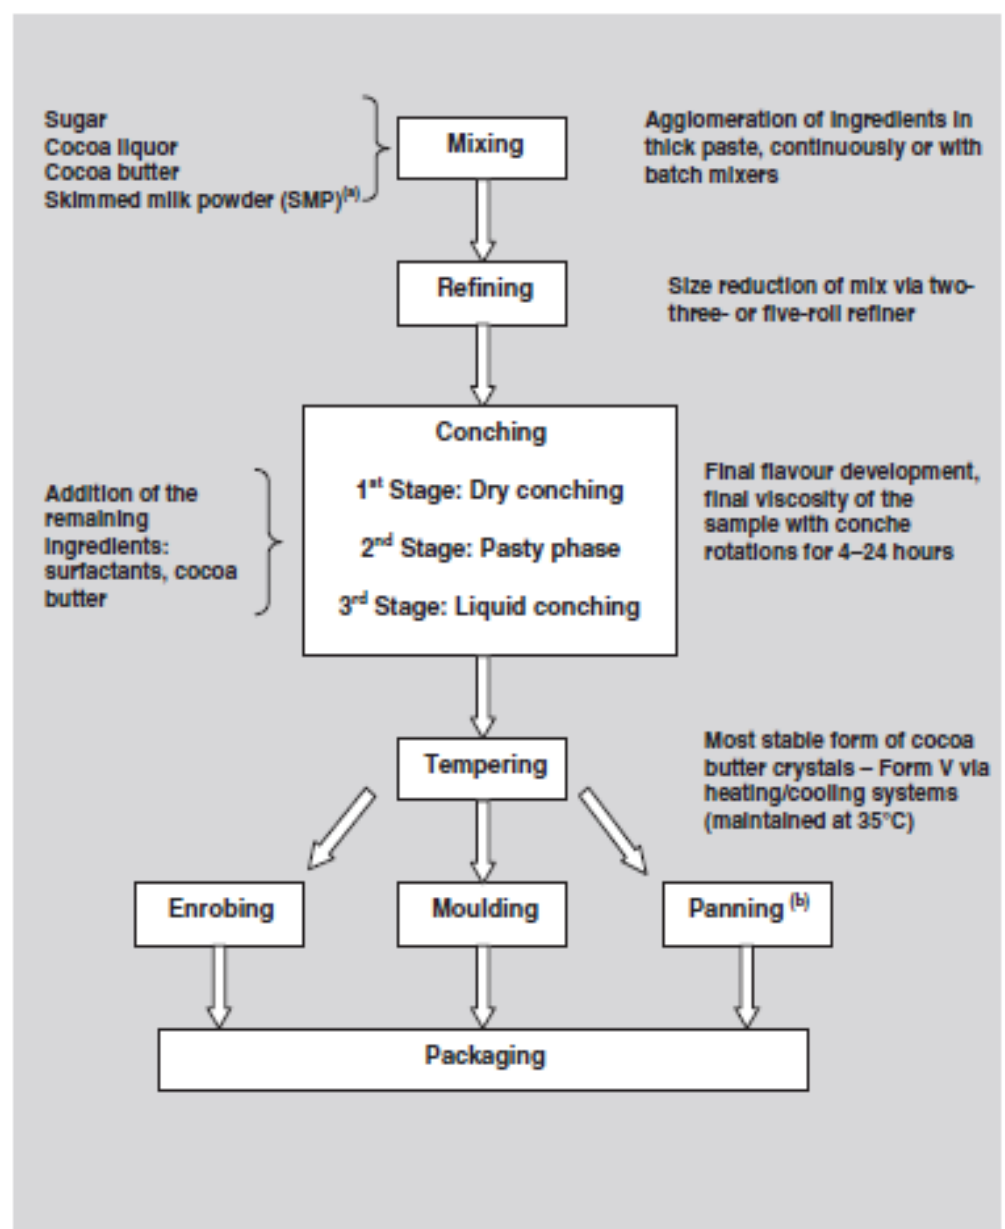 Sugar
Cocoa liquor
Cocoa butter
Skimmed milk powder (SMP)(a)
Mixing
Agglomeration of ingredients in
thick paste, continuously or with
batch mixers
Refining
Size reduction of mix via two-
three- or five-roll refiner
Conching
1st Stage: Dry conching
2nd Stage: Pasty phase
3rd Stage: Liquid conching
Addition of the
remaining
ingredients:
surfactants, cocoa
butter
Final flavour development,
final viscosity of the
sample with conche
rotations for 4–24 hours
Tempering
Most stable form of cocoa
butter crystals – Form V via
heating/cooling systems
(maintained at 35°C)
Enrobing
Moulding
Panning (b)
Packaging